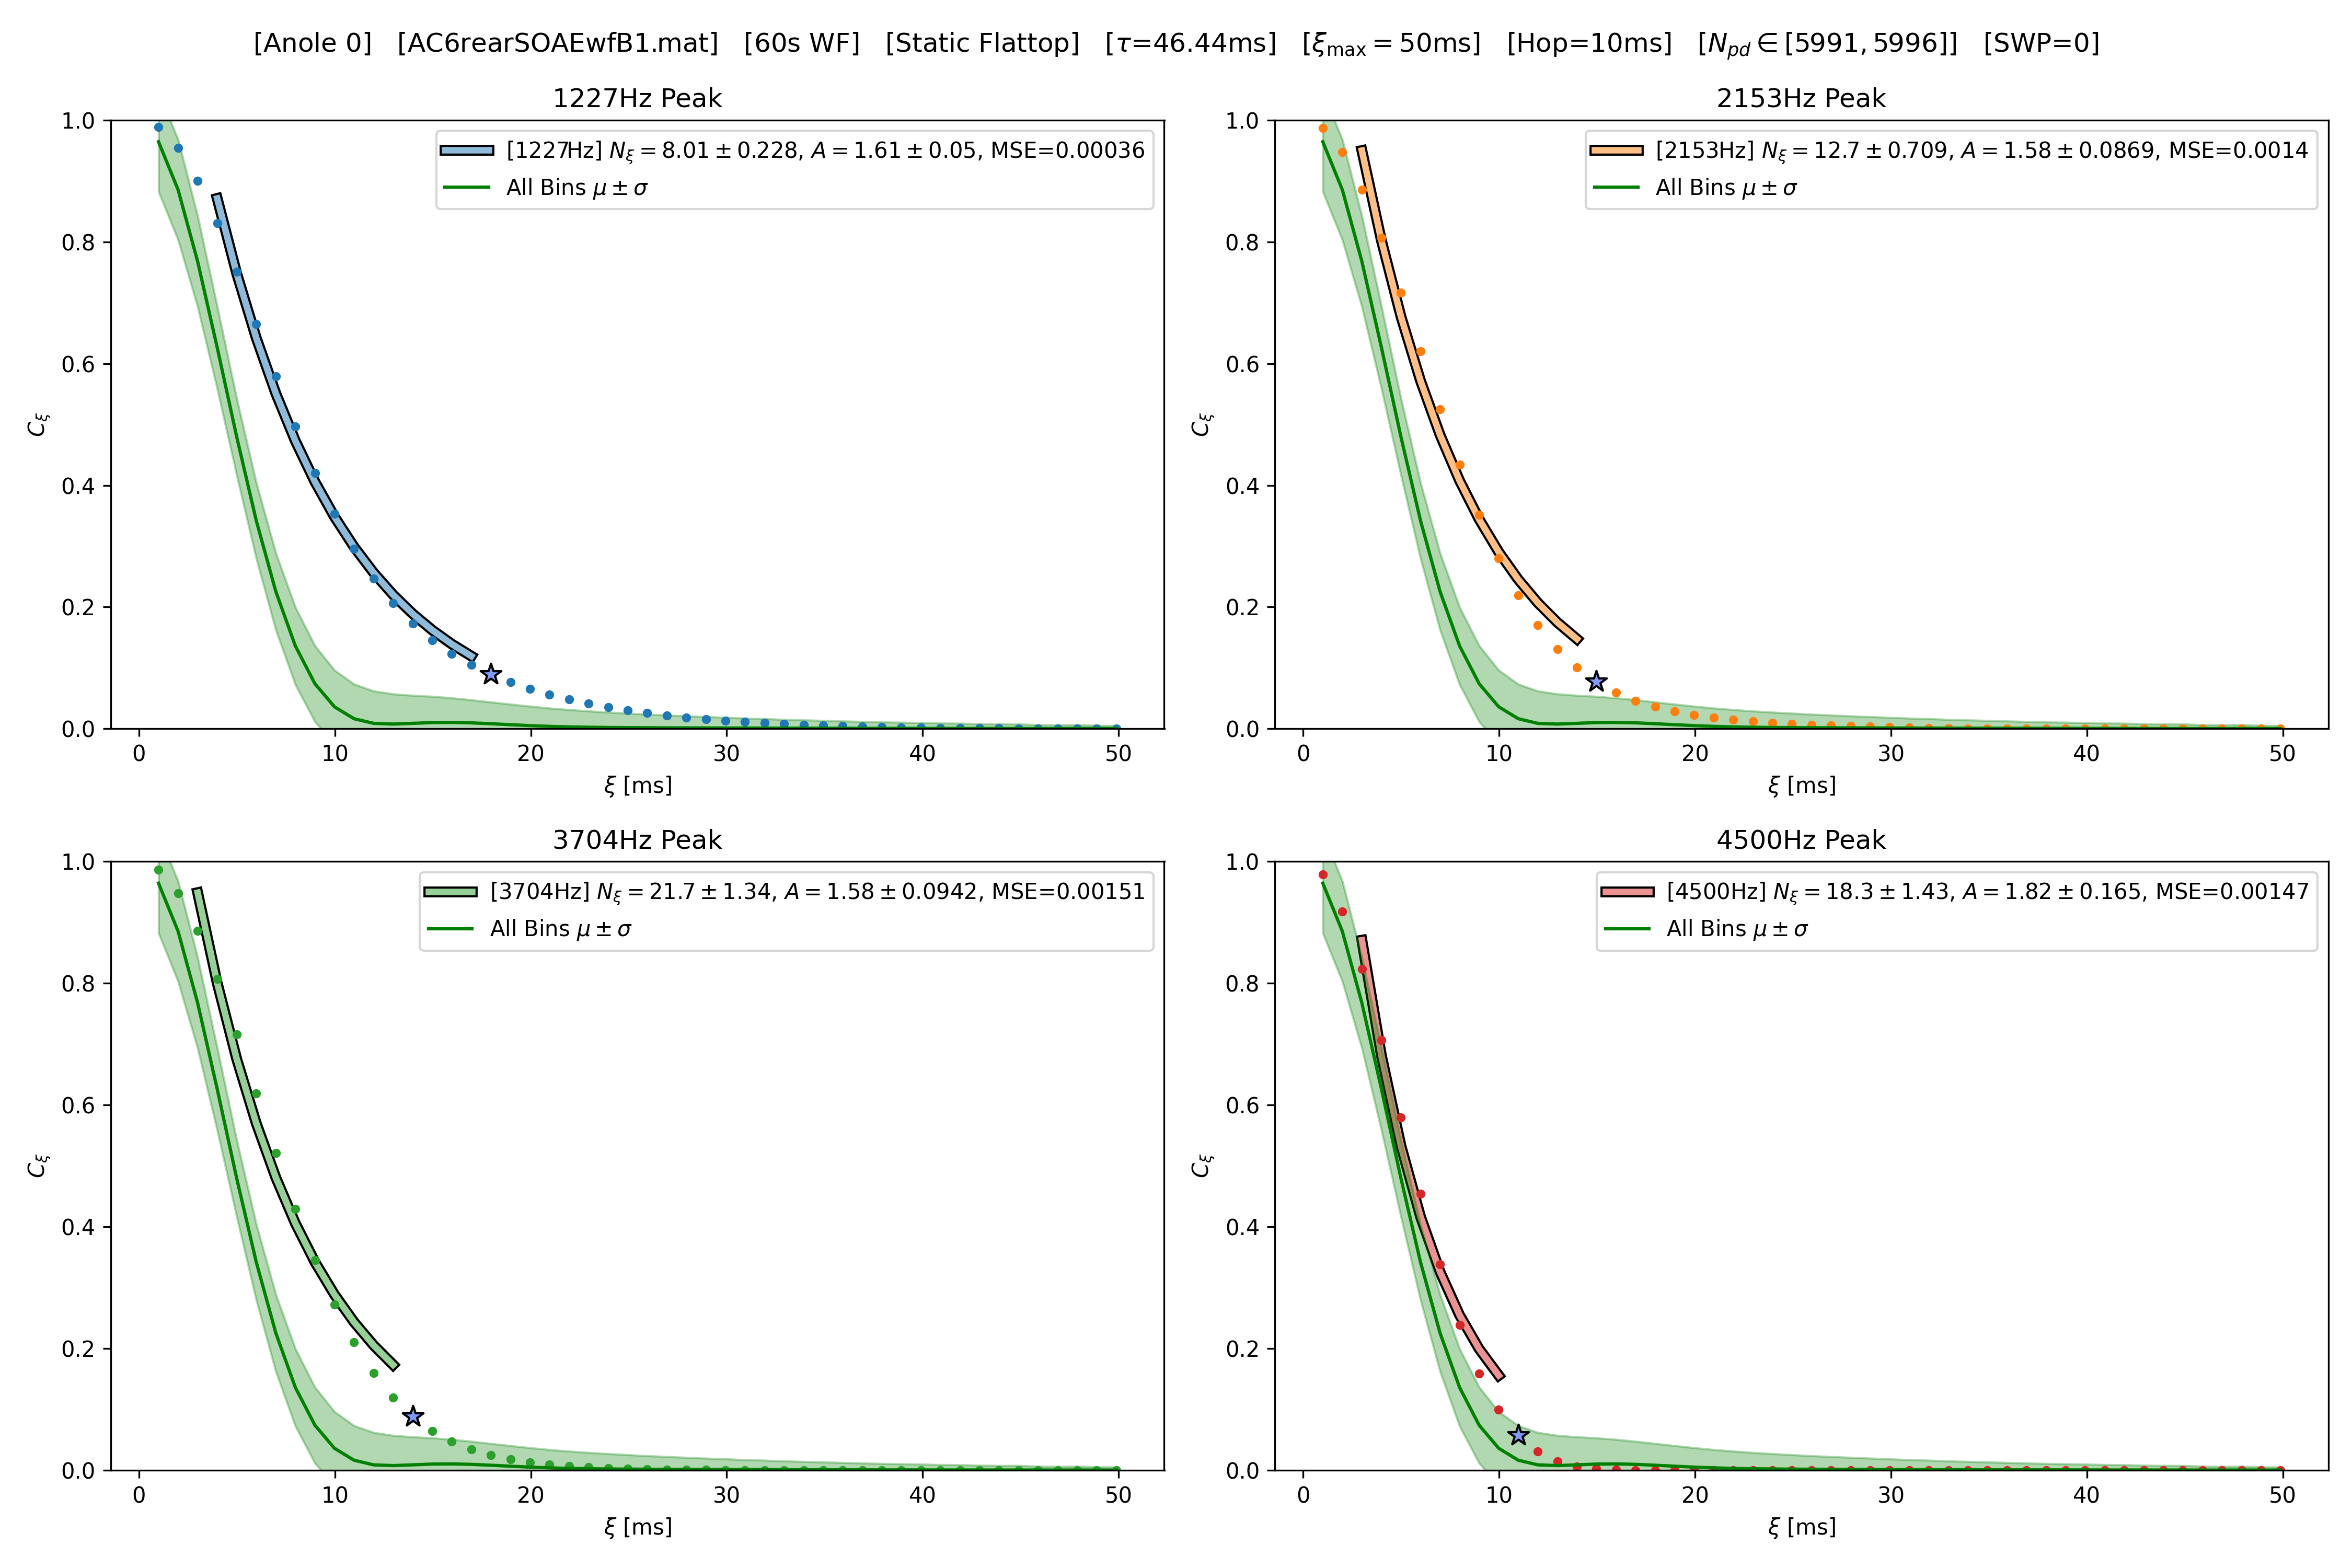 [Anole 0] [AC6rearSOAEwfB1.mat] [60s WF] [Static Flattop] [τ=46.44ms] [ξmax = 50ms] [Hop=10ms] [Npd ∈ [5991, 5996]] [SWP=0]
1227Hz Peak
[1227Hz] Nξ = 8.01 ± 0.228, A = 1.61 ± 0.05, MSE=0.00036
All Bins μ ± σ
1.0
0.8
0.6
0.4
0.2
0.0
Cξ
0 10 20 30 40 50
ξ [ms]
2153Hz Peak
[2153Hz] Nξ = 12.7 ± 0.709, A = 1.58 ± 0.0869, MSE=0.0014
All Bins μ ± σ
1.0
0.8
0.6
0.4
0.2
0.0
Cξ
0 10 20 30 40 50
ξ [ms]
3704Hz Peak
[3704Hz] Nξ = 21.7 ± 1.34, A = 1.58 ± 0.0942, MSE=0.00151
All Bins μ ± σ
1.0
0.8
0.6
0.4
0.2
0.0
Cξ
0 10 20 30 40 50
ξ [ms]
4500Hz Peak
[4500Hz] Nξ = 18.3 ± 1.43, A = 1.82 ± 0.165, MSE=0.00147
All Bins μ ± σ
1.0
0.8
0.6
0.4
0.2
0.0
Cξ
0 10 20 30 40 50
ξ [ms]